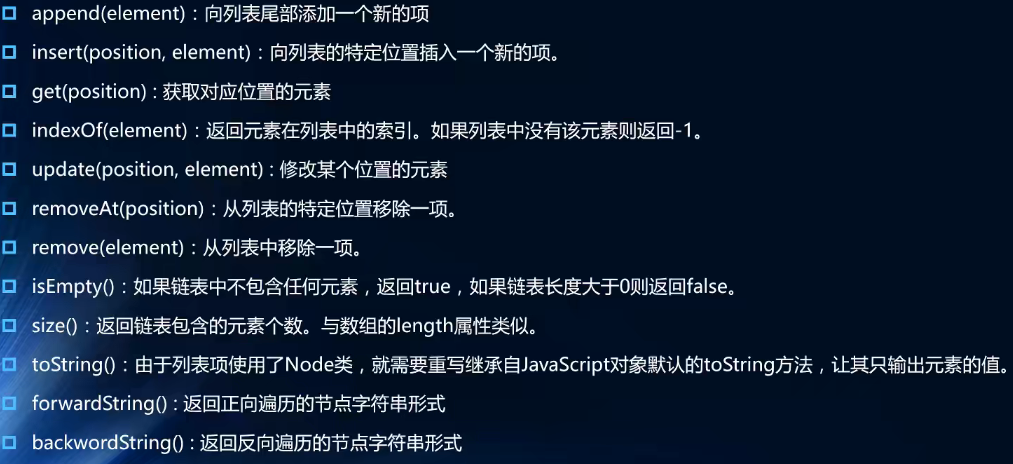 append(element)：向列表尾部添加一个新的项
insert(position, element)：向列表的特定位置插入一个新的项。
get(position) : 获取对应位置的元素
indexOf(element)：返回元素在列表中的索引。如果列表中没有该元素则返回-1。
update(position, element) : 修改某个位置的元素
removeAt(position)：从列表的特定位置移除一项。
remove(element)：从列表中移除一项。
isEmpty()：如果链表中不包含任何元素，返回true，如果链表长度大于0则返回false。
size()：返回链表包含的元素个数。与数组的length属性类似。
toString()：由于列表项使用了Node类，就需要重写继承自JavaScript对象默认的toString方法，让其只输出元素的值。
forwardString() : 返回正向遍历的节点字符串形式
backwordString() : 返回反向遍历的节点字符串形式